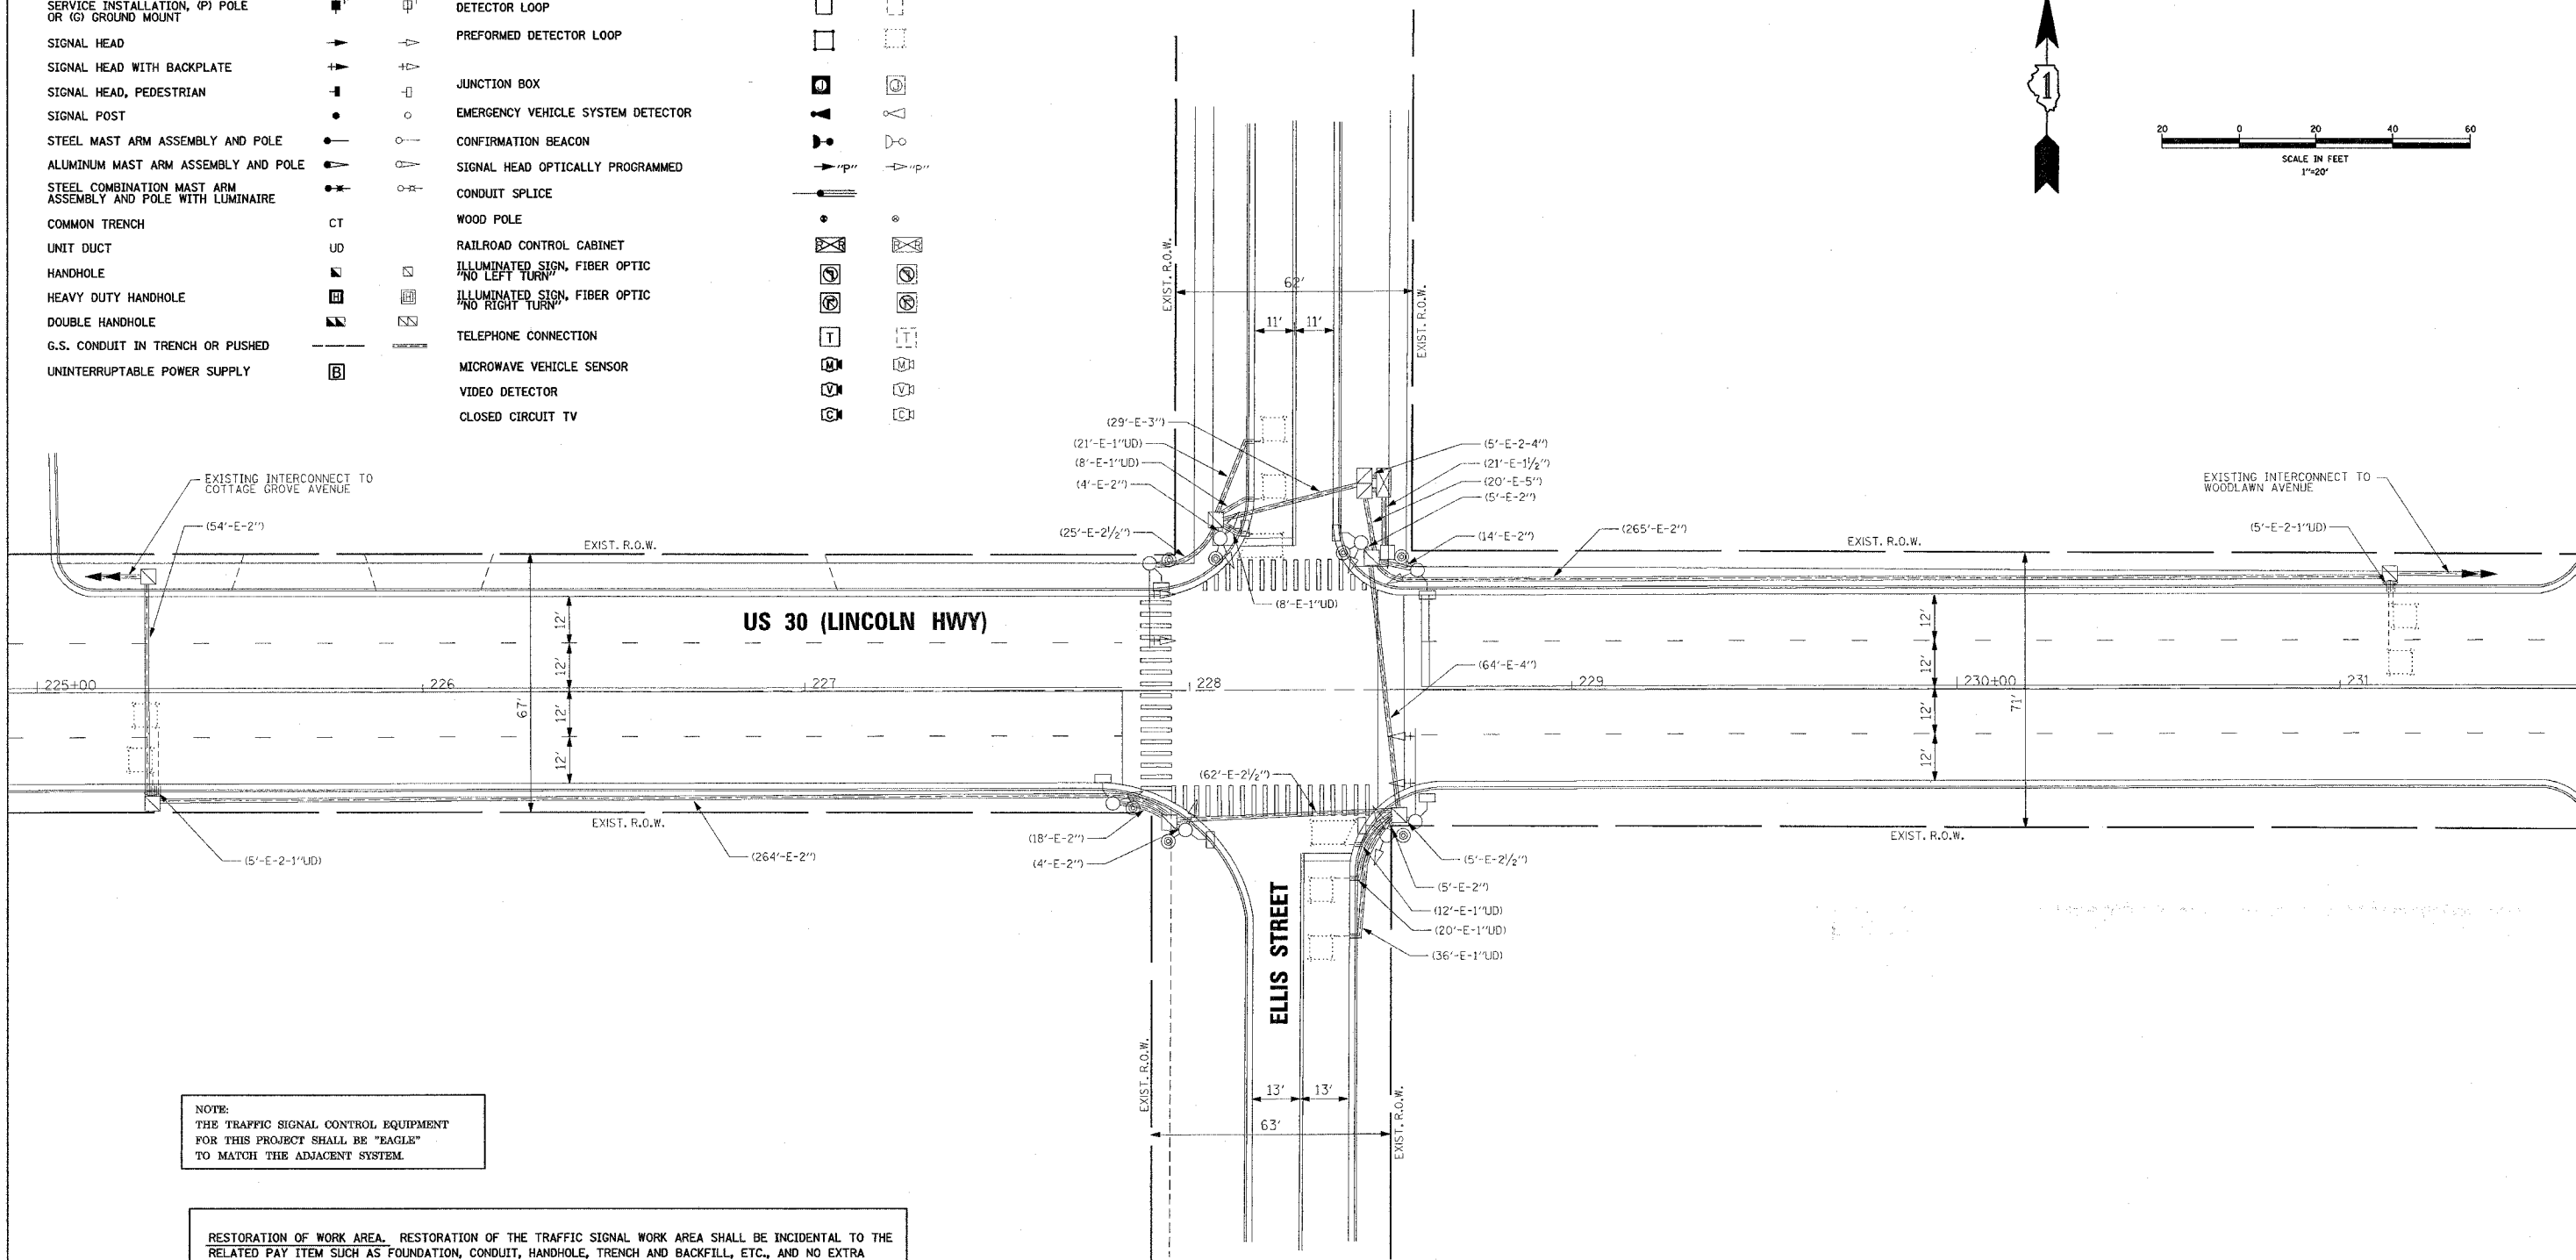 SERVICE INSTALLATION, (P) POLE
OR (G) GROUND MOUNT
SIGNAL HEAD
SIGNAL HEAD WITH BACKPLATE
SIGNAL HEAD, PEDESTRIAN
SIGNAL POST
STEEL MAST ARM ASSEMBLY AND POLE
ALUMINUM MAST ARM ASSEMBLY AND POLE
STEEL COMBINATION MAST ARM
ASSEMBLY AND POLE WITH LUMINAIRE
COMMON TRENCH CT
UNIT DUCT UD
HANDHOLE
HEAVY DUTY HANDHOLE H H
DOUBLE HANDHOLE
G.S. CONDUIT IN TRENCH OR PUSHED
UNINTERRUPTABLE POWER SUPPLY B
DETECTOR LOOP
PREFORMED DETECTOR LOOP
JUNCTION BOX J J
EMERGENCY VEHICLE SYSTEM DETECTOR
CONFIRMATION BEACON
SIGNAL HEAD OPTICALLY PROGRAMMED "P" "P"
CONDUIT SPLICE
WOOD POLE
RAILROAD CONTROL CABINET
ILLUMINATED SIGN, FIBER OPTIC
"NO LEFT TURN"
ILLUMINATED SIGN, FIBER OPTIC
"NO RIGHT TURN"
TELEPHONE CONNECTION T T
MICROWAVE VEHICLE SENSOR M M
VIDEO DETECTOR V V
CLOSED CIRCUIT TV C C
1
20 0 20 40 60
SCALE IN FEET
1"=20'
EXIST. R.O.W.
62'
EXIST. R.O.W.
11' 11'
(29'-E-3")
(21'-E-1"UD)
(8'-E-1"UD)
(4'-E-2")
(25'-E-2½")
(5'-E-2-4")
(21'-E-1½")
(20'-E-5")
(5'-E-2")
(14'-E-2")
(265'-E-2")
EXISTING INTERCONNECT TO
COTTAGE GROVE AVENUE
(54'-E-2")
EXIST. R.O.W.
EXIST. R.O.W.
EXISTING INTERCONNECT TO
WOODLAWN AVENUE
(5'-E-2-1"UD)
US 30 (LINCOLN HWY)
(8'-E-1"UD)
(64'-E-4")
12'
12'
12'
12'
67'
12'
12'
12'
12'
71'
225+00 226 227 228 229 230+00 231
(62'-E-2½")
EXIST. R.O.W.
EXIST. R.O.W.
(5'-E-2-1"UD)
(264'-E-2")
(18'-E-2")
(4'-E-2")
(5'-E-2½")
(5'-E-2")
(12'-E-1"UD)
(20'-E-1"UD)
(36'-E-1"UD)
ELLIS STREET
EXIST. R.O.W.
13' 13'
63'
EXIST. R.O.W.
NOTE:
THE TRAFFIC SIGNAL CONTROL EQUIPMENT
FOR THIS PROJECT SHALL BE "EAGLE"
TO MATCH THE ADJACENT SYSTEM.
RESTORATION OF WORK AREA. RESTORATION OF THE TRAFFIC SIGNAL WORK AREA SHALL BE INCIDENTAL TO THE
RELATED PAY ITEM SUCH AS FOUNDATION, CONDUIT, HANDHOLE, TRENCH AND BACKFILL, ETC., AND NO EXTRA